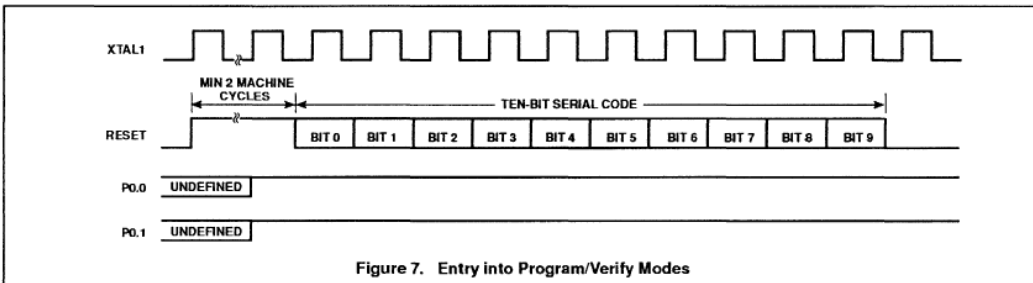 XTAL1
MIN 2 MACHINE
CYCLES
TEN-BIT SERIAL CODE
RESET BIT 0 BIT 1 BIT 2 BIT 3 BIT 4 BIT 5 BIT 6 BIT 7 BIT 8 BIT 9
P0.0 UNDEFINED
P0.1 UNDEFINED
Figure 7. Entry into Program/Verify Modes